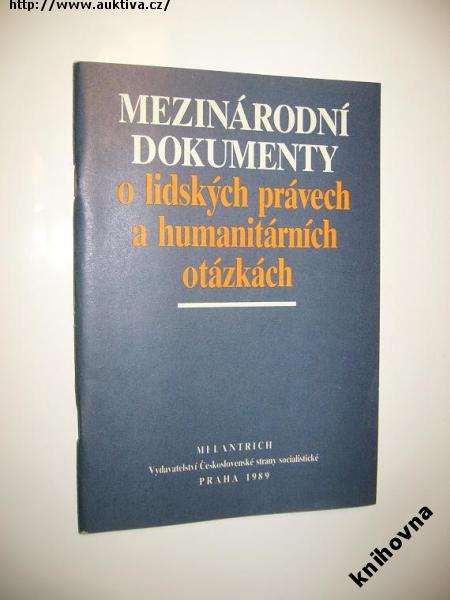 http://www.auktiva.cz/
MEZINÁRODNÍ
DOKUMENTY
o lidských právech
a humanitárních
otázkách
MELANTRICH
Vydavatelství Československé strany socialistické
PRAHA 1989
knihovna